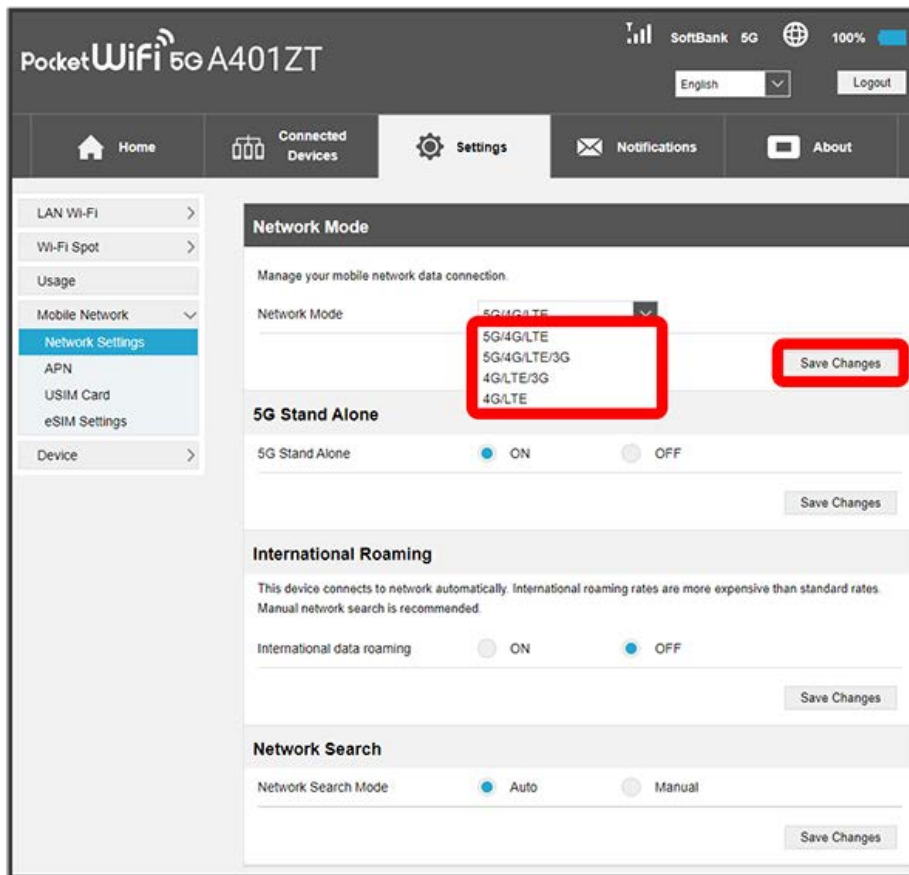 SoftBank 5G 100%
Pocket WiFi 5G A401ZT
English Logout
Home Connected Devices Settings Notifications About
LAN Wi-Fi
Wi-Fi Spot
Usage
Mobile Network
Network Settings
APN
USIM Card
eSIM Settings
Device
Network Mode
Manage your mobile network data connection.
Network Mode 5G/4G/LTE
5G/4G/LTE
5G/4G/LTE/3G
4G/LTE/3G
4G/LTE
Save Changes
5G Stand Alone
5G Stand Alone ON OFF
Save Changes
International Roaming
This device connects to network automatically. International roaming rates are more expensive than standard rates.
Manual network search is recommended.
International data roaming ON OFF
Save Changes
Network Search
Network Search Mode Auto Manual
Save Changes